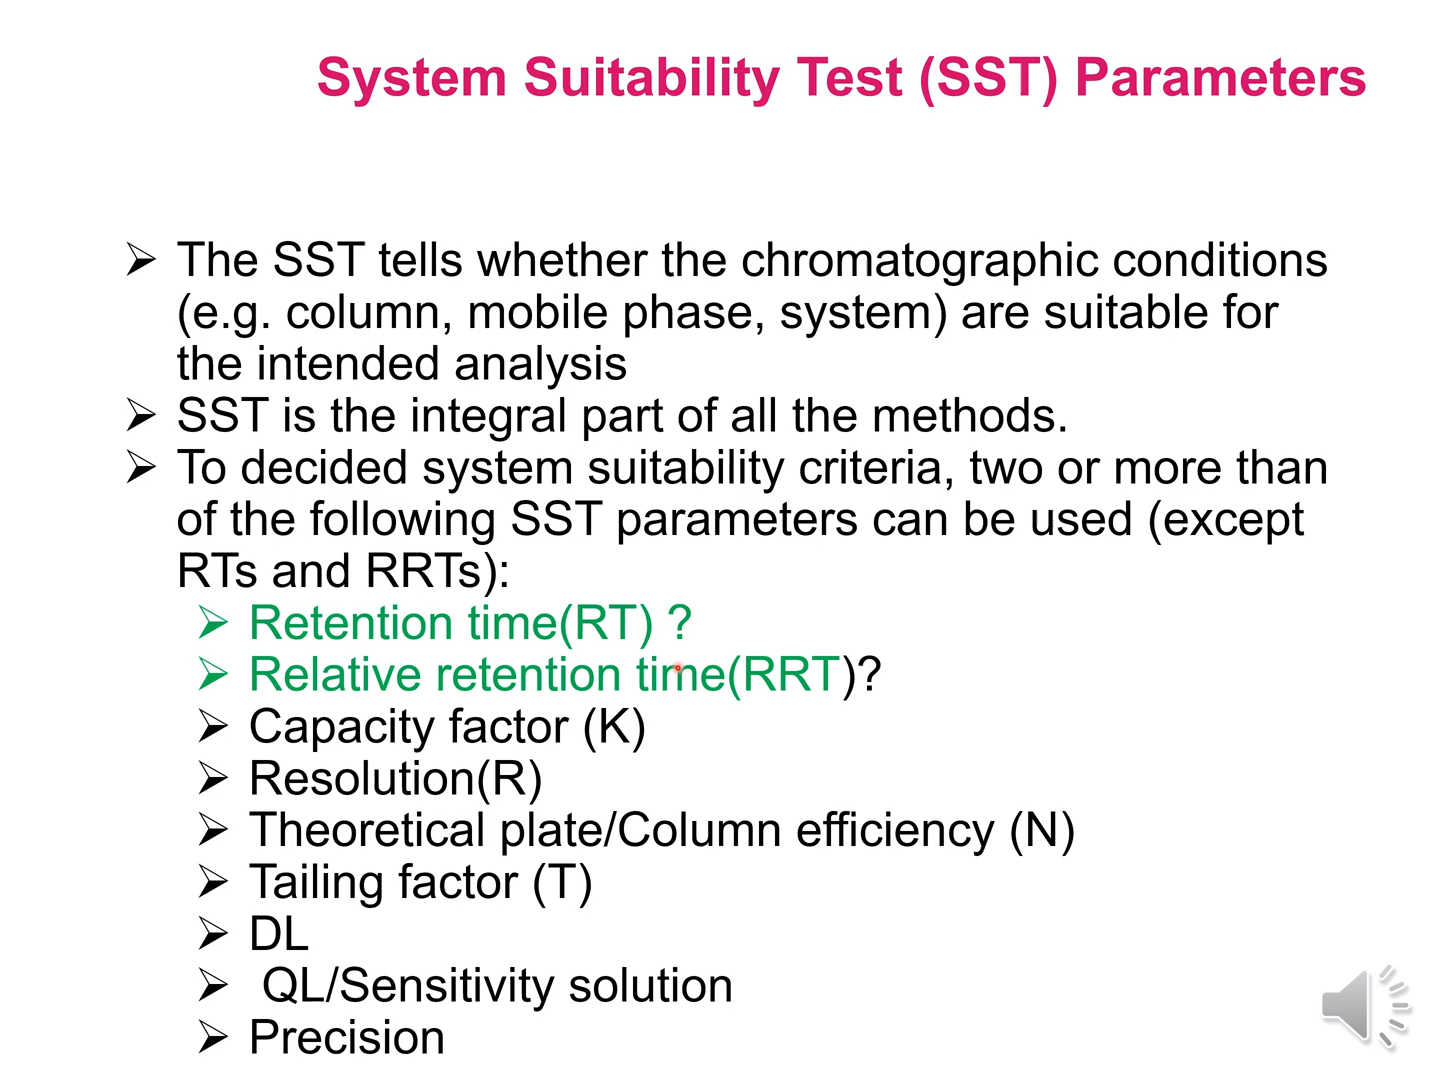 System Suitability Test (SST) Parameters
➢ The SST tells whether the chromatographic conditions
(e.g. column, mobile phase, system) are suitable for
the intended analysis
➢ SST is the integral part of all the methods.
➢ To decided system suitability criteria, two or more than
of the following SST parameters can be used (except
RTs and RRTs):
➢ Retention time(RT) ?
➢ Relative retention time(RRT)?
➢ Capacity factor (K)
➢ Resolution(R)
➢ Theoretical plate/Column efficiency (N)
➢ Tailing factor (T)
➢ DL
➢ QL/Sensitivity solution
➢ Precision